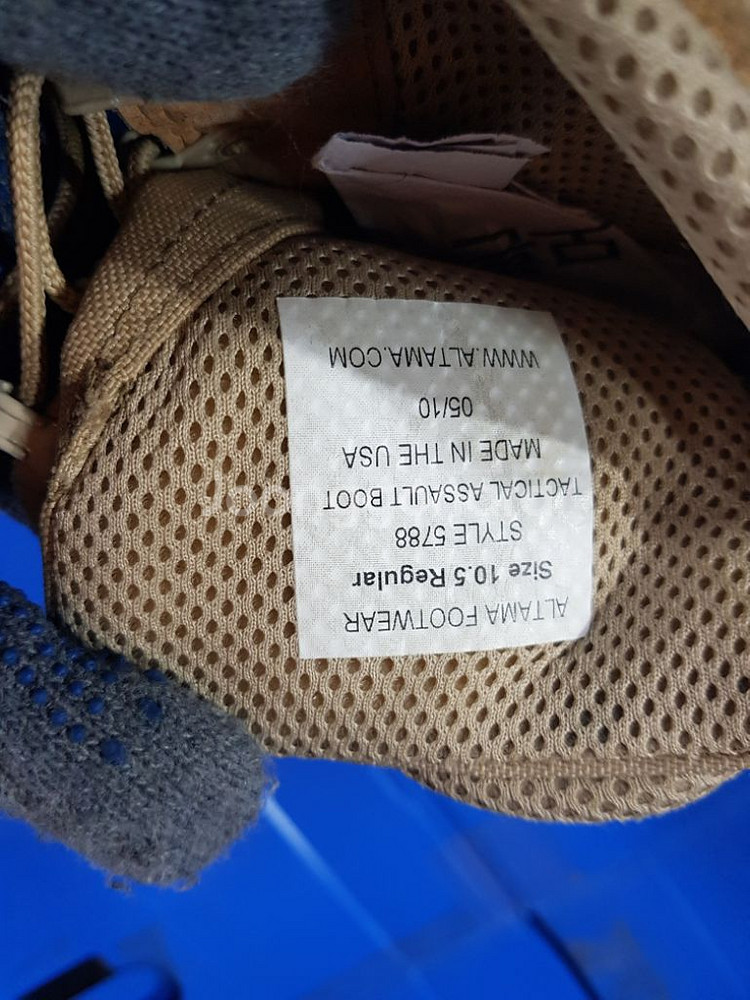 ALTAMA FOOTWEAR
Size 10.5 Regular
STYLE 5788
TACTICAL ASSAULT BOOT
MADE IN THE USA
05/10
WWW.ALTAMA.COM